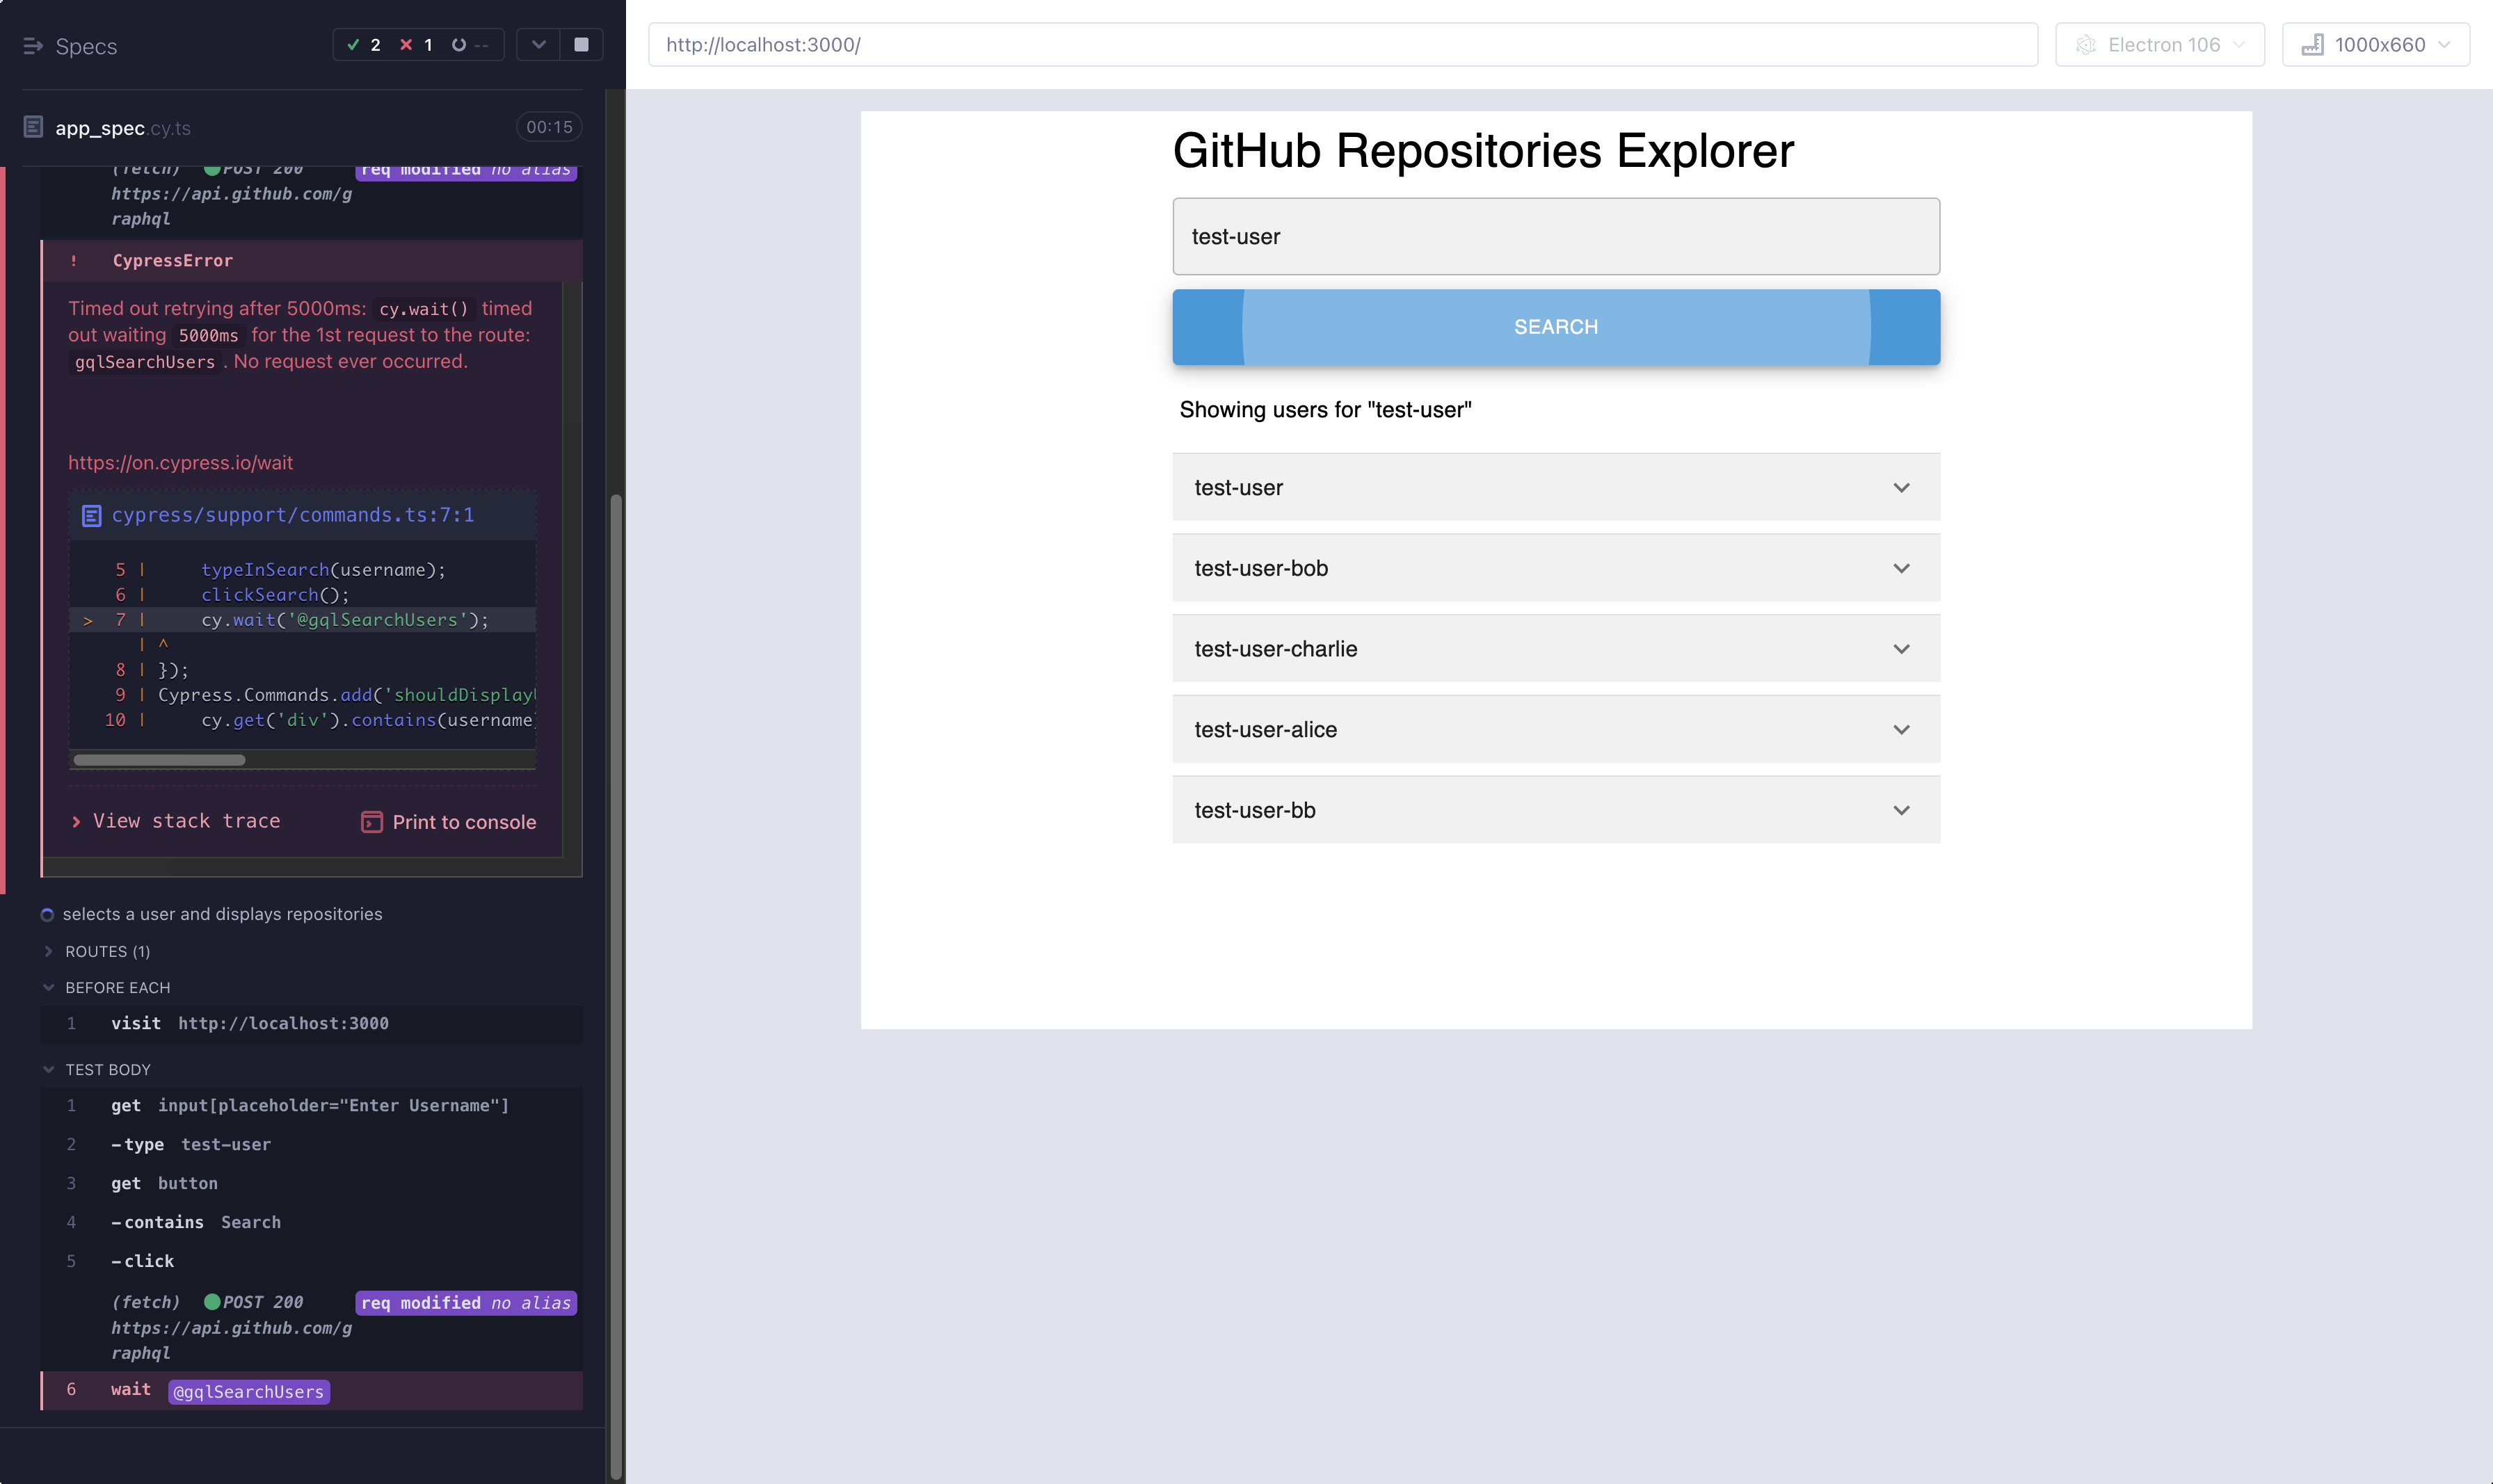 Specs
2 1 --
app_spec.cy.ts
00:15
(fetch) POST 200 req modified no alias
https://api.github.com/g
raphql
! CypressError
Timed out retrying after 5000ms: cy.wait() timed
out waiting 5000ms for the 1st request to the route:
gqlSearchUsers. No request ever occurred.
https://on.cypress.io/wait
cypress/support/commands.ts:7:1
5 | typeInSearch(username);
6 | clickSearch();
> 7 | cy.wait('@gqlSearchUsers');
| ^
8 | });
9 | Cypress.Commands.add('shouldDisplay
10 | cy.get('div').contains(username
> View stack trace
Print to console
selects a user and displays repositories
ROUTES (1)
BEFORE EACH
1 visit http://localhost:3000
TEST BODY
1 get input[placeholder="Enter Username"]
2 -type test-user
3 get button
4 -contains Search
5 -click
(fetch) POST 200 req modified no alias
https://api.github.com/g
raphql
6 wait @gqlSearchUsers
http://localhost:3000/
Electron 106
1000x660
GitHub Repositories Explorer
test-user
SEARCH
Showing users for "test-user"
test-user
test-user-bob
test-user-charlie
test-user-alice
test-user-bb